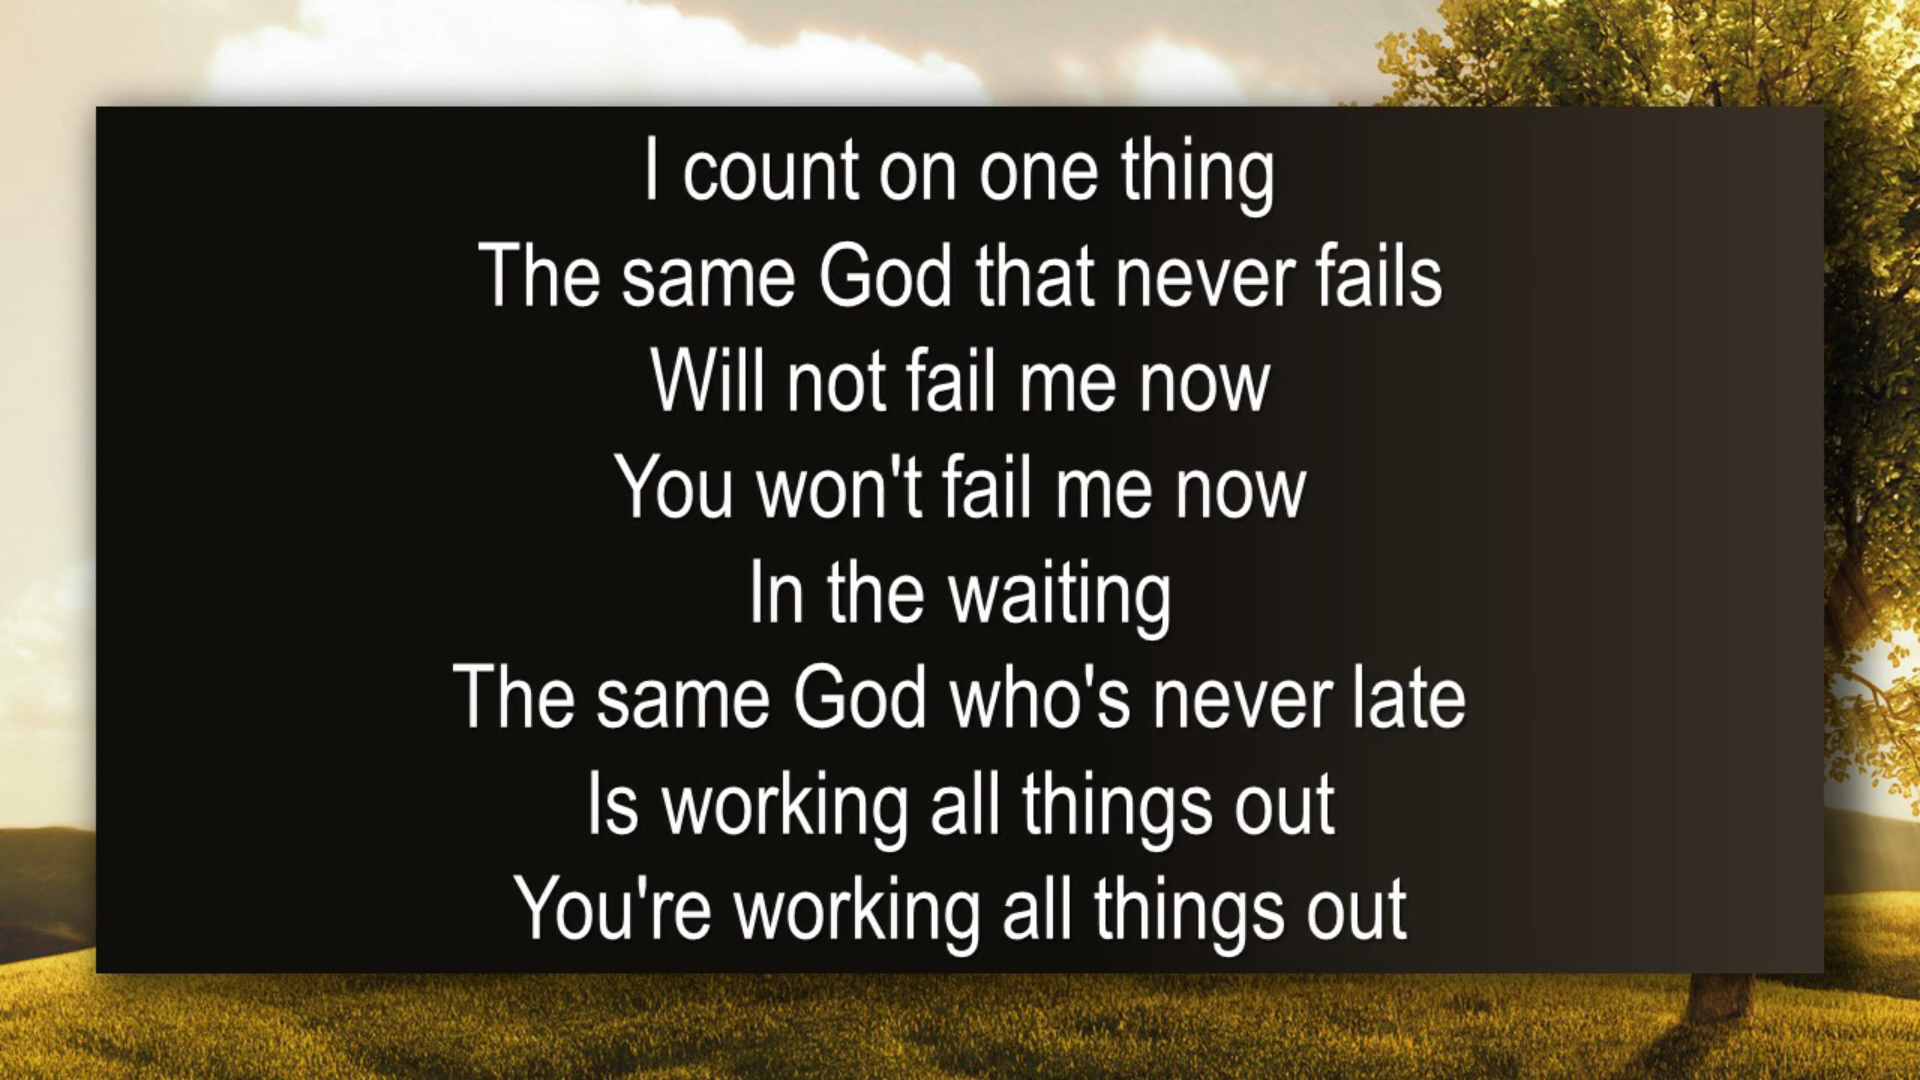 I count on one thing
The same God that never fails
Will not fail me now
You won't fail me now
In the waiting
The same God who's never late
Is working all things out
You're working all things out